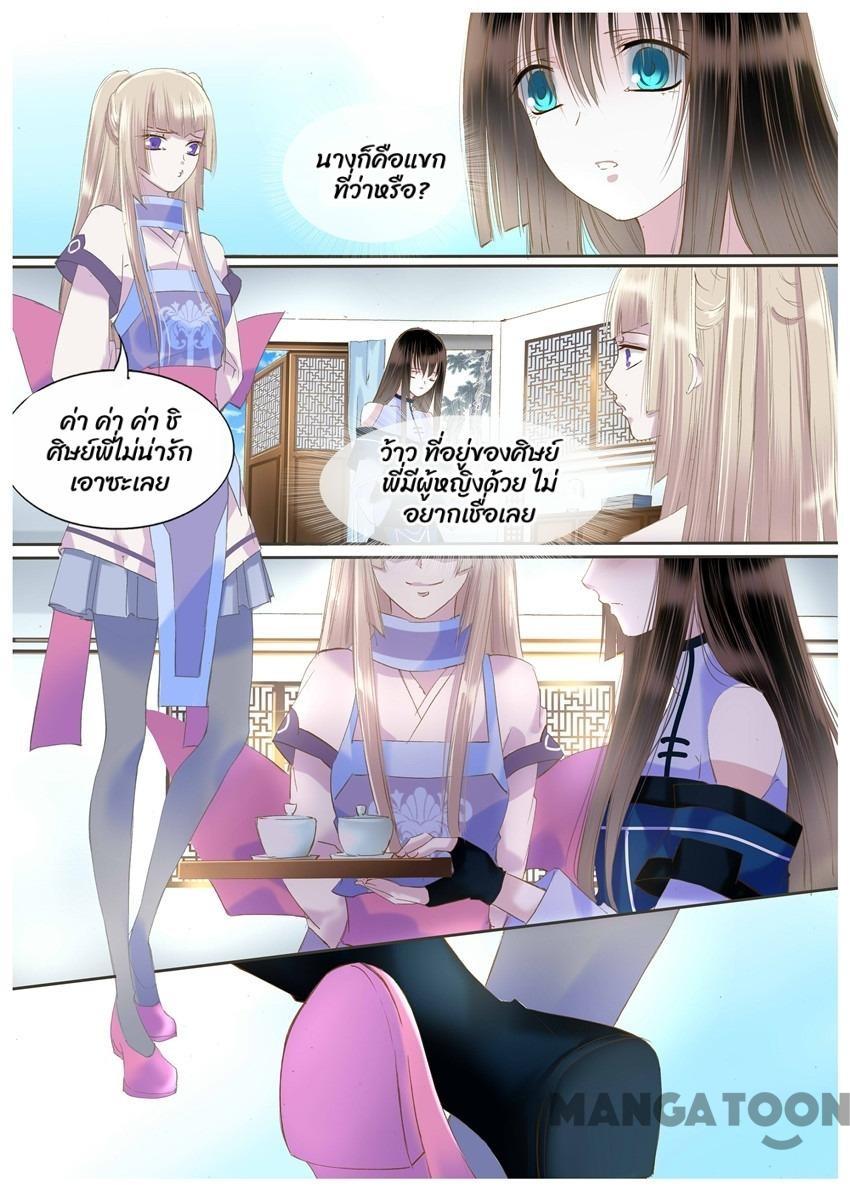 นางก็คือแขก
ที่ว่าหรือ?
ค่า ค่า ค่า ชิ
ศิษย์พี่ไม่น่ารัก
เอาซะเลย
ว้าว ที่อยู่ของศิษย์
พี่มีผู้หญิงด้วย ไม่
อยากเชื่อเลย
MANGATOON